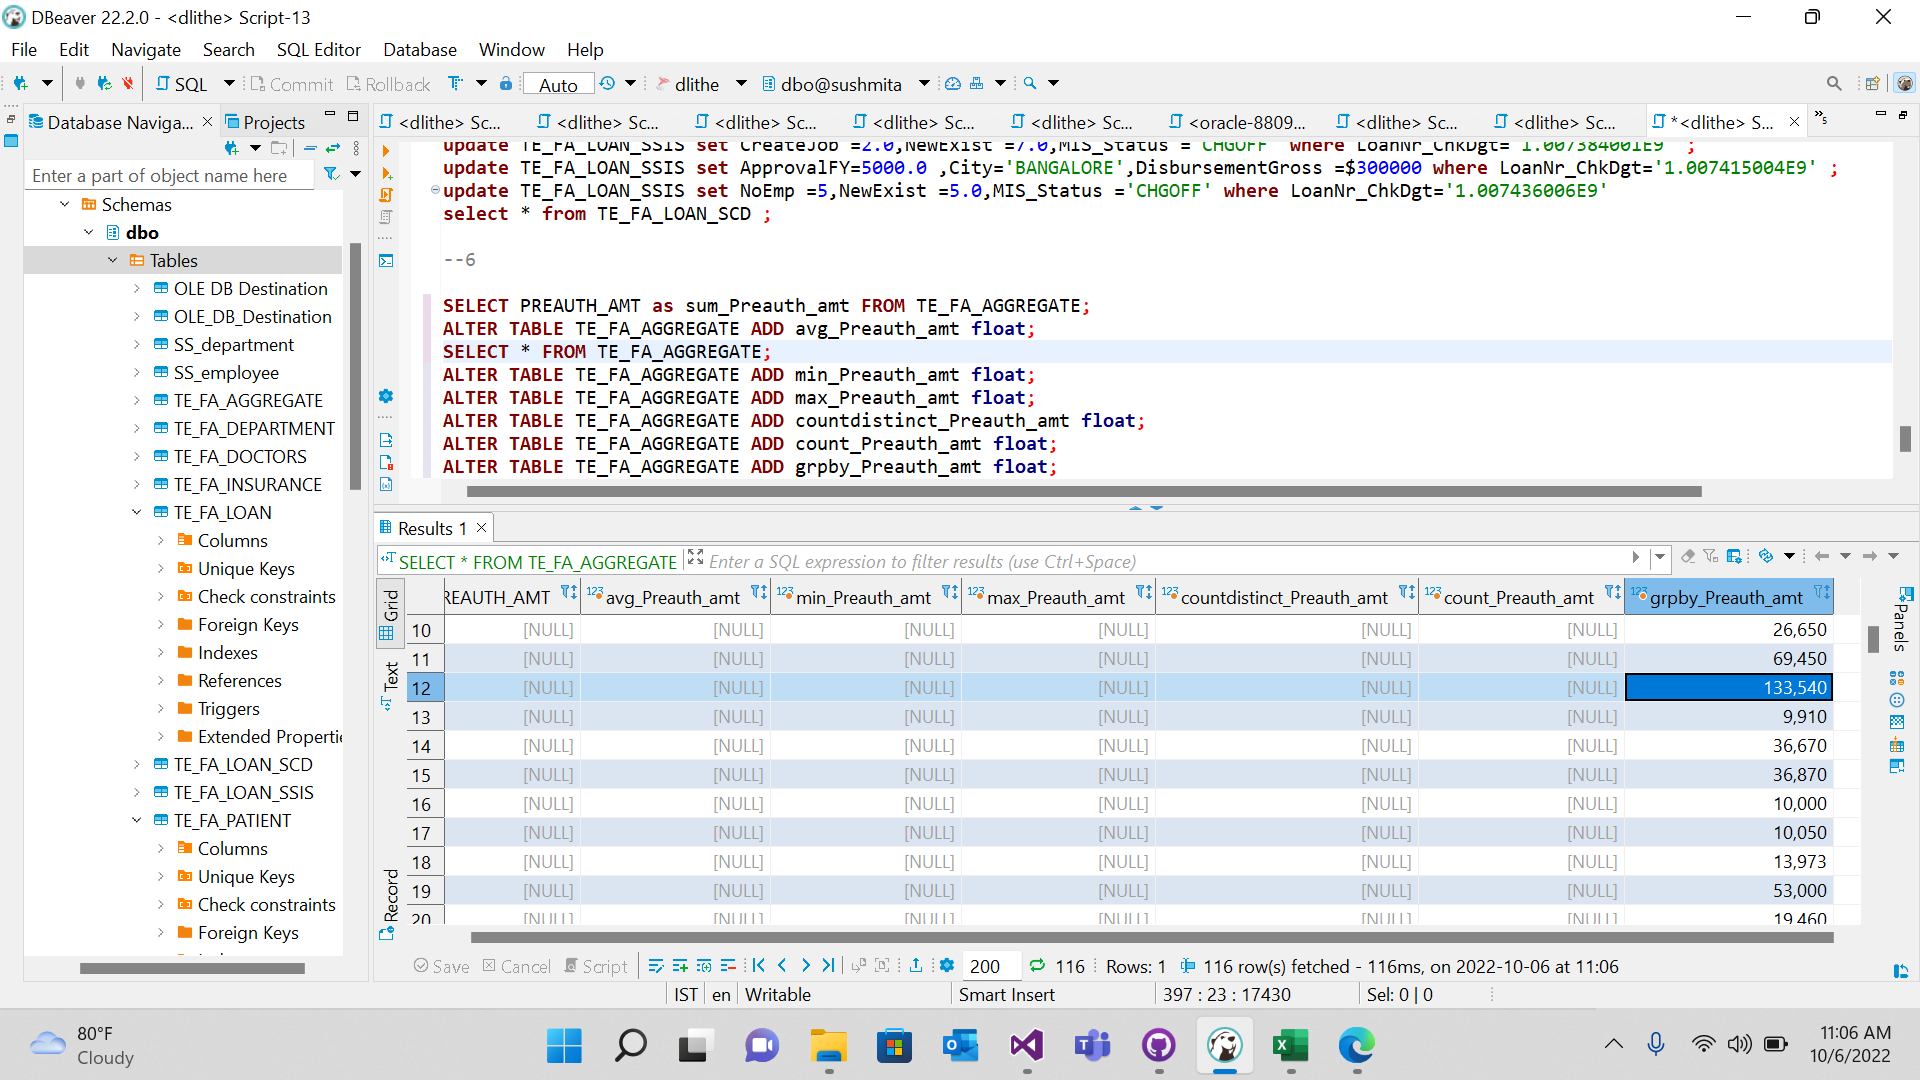 DBeaver 22.2.0 - <dlithe> Script-13
File Edit Navigate Search SQL Editor Database Window Help
SQL Commit Rollback Auto dlithe dbo@sushmita
Database Naviga... Projects
<dlithe> Sc... <dlithe> Sc... <dlithe> Sc... <dlithe> Sc... <dlithe> Sc... <oracle-8809... <dlithe> Sc... <dlithe> Sc... *<dlithe> S... »5
Enter a part of object name here
Schemas
dbo
Tables
OLE DB Destination
OLE_DB_Destination
SS_department
SS_employee
TE_FA_AGGREGATE
TE_FA_DEPARTMENT
TE_FA_DOCTORS
TE_FA_INSURANCE
TE_FA_LOAN
Columns
Unique Keys
Check constraints
Foreign Keys
Indexes
References
Triggers
Extended Properti
TE_FA_LOAN_SCD
TE_FA_LOAN_SSIS
TE_FA_PATIENT
Columns
Unique Keys
Check constraints
Foreign Keys
update TE_FA_LOAN_SSIS set CreateJob =2.0,NewExist =7.0,MIS_Status ='CHGOFF' where LoanNr_ChkDgt='1.007384001E9' ;
update TE_FA_LOAN_SSIS set ApprovalFY=5000.0 ,City='BANGALORE',DisbursementGross =$300000 where LoanNr_ChkDgt='1.007415004E9' ;
update TE_FA_LOAN_SSIS set NoEmp =5,NewExist =5.0,MIS_Status ='CHGOFF' where LoanNr_ChkDgt='1.007436006E9'
select * from TE_FA_LOAN_SCD ;
--6
SELECT PREAUTH_AMT as sum_Preauth_amt FROM TE_FA_AGGREGATE;
ALTER TABLE TE_FA_AGGREGATE ADD avg_Preauth_amt float;
SELECT * FROM TE_FA_AGGREGATE;
ALTER TABLE TE_FA_AGGREGATE ADD min_Preauth_amt float;
ALTER TABLE TE_FA_AGGREGATE ADD max_Preauth_amt float;
ALTER TABLE TE_FA_AGGREGATE ADD countdistinct_Preauth_amt float;
ALTER TABLE TE_FA_AGGREGATE ADD count_Preauth_amt float;
ALTER TABLE TE_FA_AGGREGATE ADD grpby_Preauth_amt float;
Results 1
SELECT * FROM TE_FA_AGGREGATE Enter a SQL expression to filter results (use Ctrl+Space)
Grid
Text
Record
Panels
REAUTH_AMT 123 avg_Preauth_amt 123 min_Preauth_amt 123 max_Preauth_amt 123 countdistinct_Preauth_amt 123 count_Preauth_amt 123 grpby_Preauth_amt
10 [NULL] [NULL] [NULL] [NULL] [NULL] [NULL] 26,650
11 [NULL] [NULL] [NULL] [NULL] [NULL] [NULL] 69,450
12 [NULL] [NULL] [NULL] [NULL] [NULL] [NULL] 133,540
13 [NULL] [NULL] [NULL] [NULL] [NULL] [NULL] 9,910
14 [NULL] [NULL] [NULL] [NULL] [NULL] [NULL] 36,670
15 [NULL] [NULL] [NULL] [NULL] [NULL] [NULL] 36,870
16 [NULL] [NULL] [NULL] [NULL] [NULL] [NULL] 10,000
17 [NULL] [NULL] [NULL] [NULL] [NULL] [NULL] 10,050
18 [NULL] [NULL] [NULL] [NULL] [NULL] [NULL] 13,973
19 [NULL] [NULL] [NULL] [NULL] [NULL] [NULL] 53,000
20 [NULL] [NULL] [NULL] [NULL] [NULL] [NULL] 19,460
Save Cancel Script 200 116 Rows: 1 116 row(s) fetched - 116ms, on 2022-10-06 at 11:06
IST en Writable Smart Insert 397 : 23 : 17430 Sel: 0 | 0
80°F
Cloudy
11:06 AM
10/6/2022